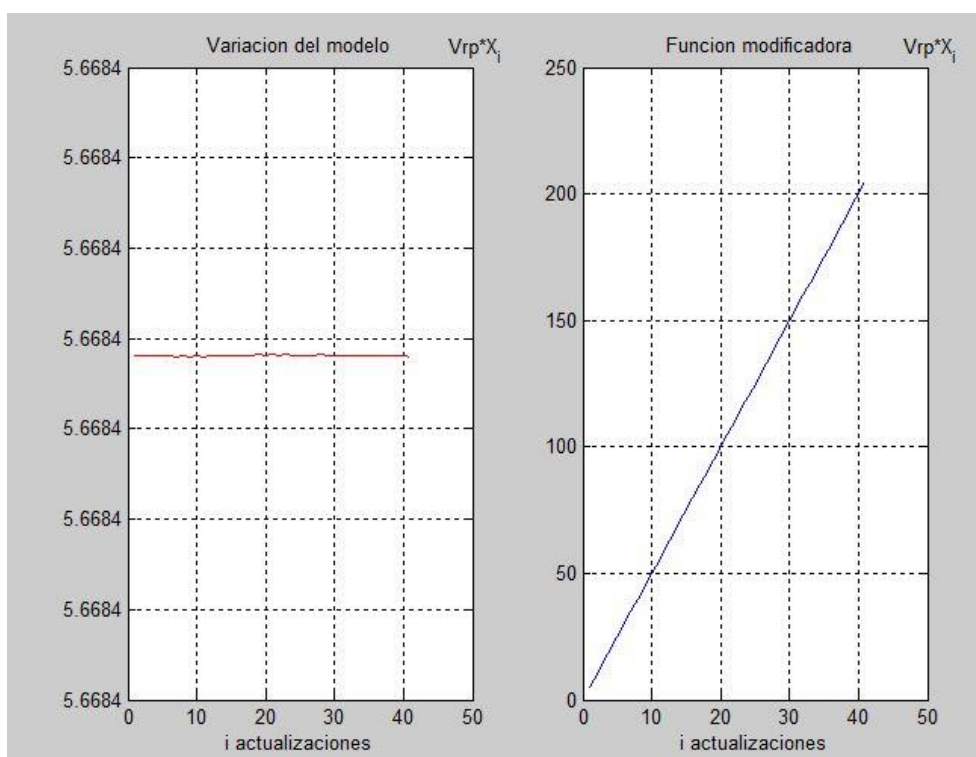 Variacion del modelo
Vrp*X_i
5.6684
5.6684
5.6684
5.6684
5.6684
5.6684
5.6684
5.6684
0 10 20 30 40 50
i actualizaciones
Funcion modificadora
Vrp*X_i
250
200
150
100
50
0
0 10 20 30 40 50
i actualizaciones